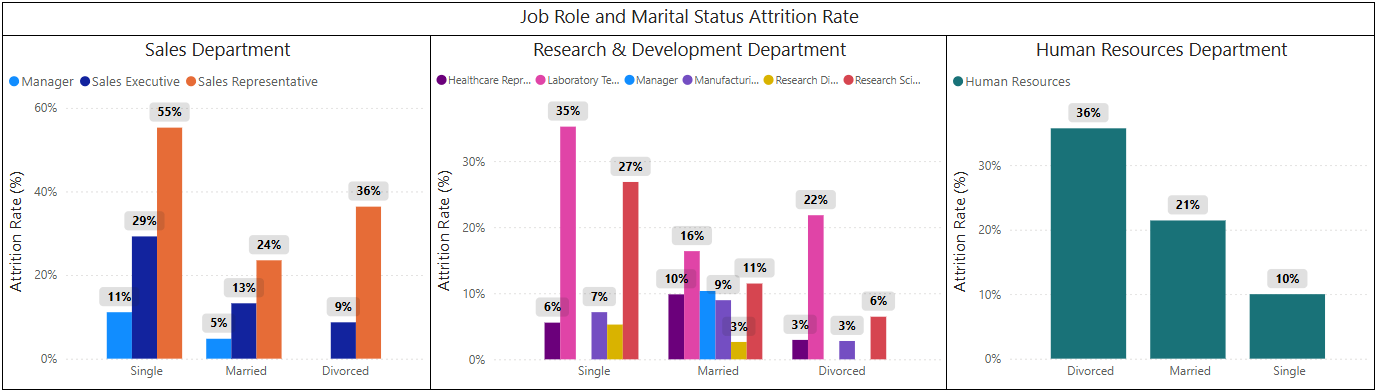 Job Role and Marital Status Attrition Rate
Sales Department
Manager Sales Executive Sales Representative
Attrition Rate (%)
60%
40%
20%
0%
11%
29%
55%
5%
13%
24%
9%
36%
Single Married Divorced
Research & Development Department
Healthcare Repr... Laboratory Te... Manager Manufacturi... Research Di... Research Sci...
Attrition Rate (%)
30%
20%
10%
0%
6%
35%
7%
27%
10%
16%
9%
3%
11%
3%
22%
3%
6%
Single Married Divorced
Human Resources Department
Human Resources
Attrition Rate (%)
30%
20%
10%
0%
36%
21%
10%
Divorced Married Single